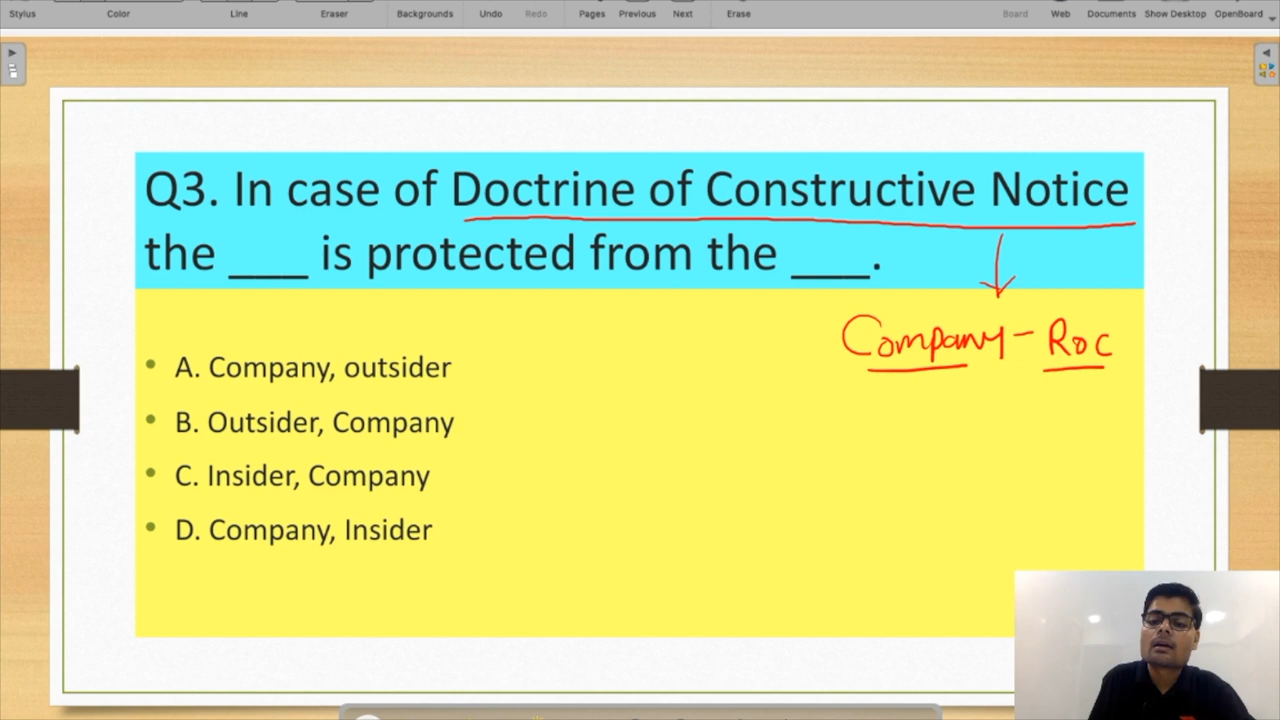 Stylus Color Line Eraser Backgrounds Undo Redo Pages Previous Next Erase Board Web Documents Show Desktop OpenBoard
Q3. In case of Doctrine of Constructive Notice
the ___ is protected from the ___.
Company - Roc
• A. Company, outsider
• B. Outsider, Company
• C. Insider, Company
• D. Company, Insider